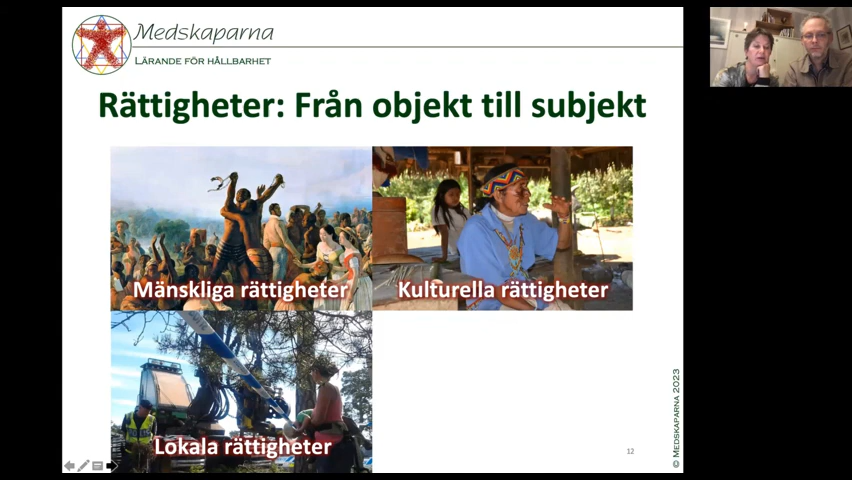 Medskaparna
Lärande för hållbarhet
Rättigheter: Från objekt till subjekt
Mänskliga rättigheter
Kulturella rättigheter
Lokala rättigheter
12
© Medskaparna 2023